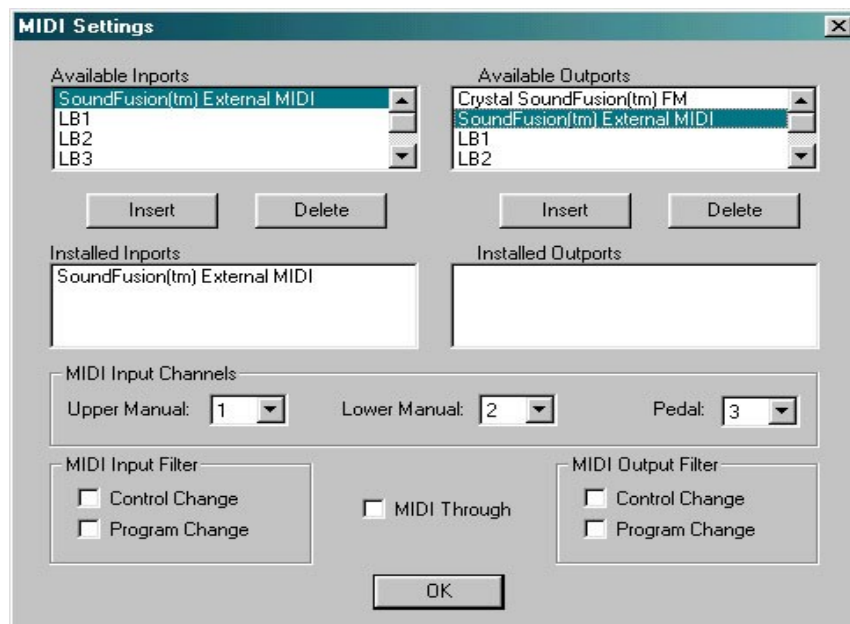 MIDI Settings
Available Inports
SoundFusion(tm) External MIDI
LB1
LB2
LB3
Available Outports
Crystal SoundFusion(tm) FM
SoundFusion(tm) External MIDI
LB1
LB2
Insert
Delete
Insert
Delete
Installed Inports
SoundFusion(tm) External MIDI
Installed Outports
MIDI Input Channels
Upper Manual: 1
Lower Manual: 2
Pedal: 3
MIDI Input Filter
Control Change
Program Change
MIDI Through
MIDI Output Filter
Control Change
Program Change
OK